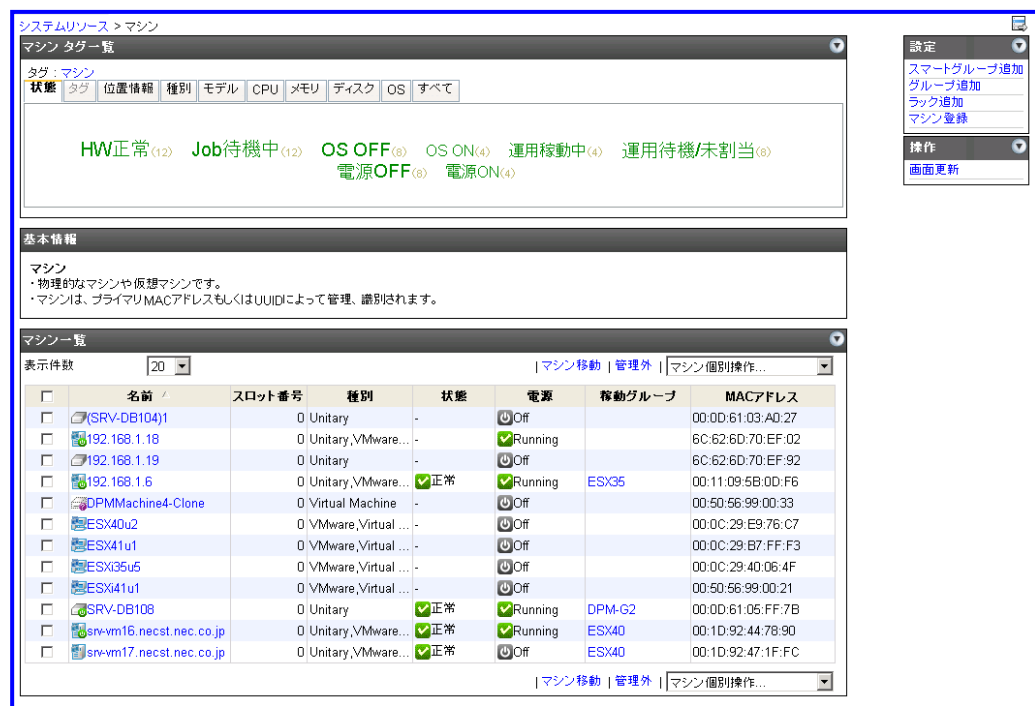 システムリソース > マシン
マシン タグ一覧
タグ : マシン
状態 タグ 位置情報 種別 モデル CPU メモリ ディスク OS すべて
HW正常(12) Job待機中(12) OS OFF(8) OS ON(4) 運用稼動中(4) 運用待機/未割当(8)
電源OFF(8) 電源ON(4)
基本情報
マシン
・物理的なマシンや仮想マシンです。
・マシンは、プライマリMACアドレスもしくはUUIDによって管理、識別されます。
マシン一覧
表示件数 20 | マシン移動 | 管理外 | マシン個別操作...
名前 スロット番号 種別 状態 電源 稼動グループ MACアドレス
(SRV-DB104)1 0 Unitary - Off 00:0D:61:03:A0:27
192.168.1.18 0 Unitary,VMware... - Running 6C:62:6D:70:EF:02
192.168.1.19 0 Unitary - Off 6C:62:6D:70:EF:92
192.168.1.6 0 Unitary,VMware... 正常 Running ESX35 00:11:09:5B:0D:F6
DPMMachine4-Clone 0 Virtual Machine - Off 00:50:56:99:00:33
ESX40u2 0 VMware,Virtual ... - Off 00:0C:29:E9:76:C7
ESX41u1 0 VMware,Virtual ... - Off 00:0C:29:B7:FF:F3
ESXi35u5 0 VMware,Virtual ... - Off 00:0C:29:40:06:4F
ESXi41u1 0 VMware,Virtual ... - Off 00:50:56:99:00:21
SRV-DB108 0 Unitary 正常 Running DPM-G2 00:0D:61:05:FF:7B
srv-vm16.necst.nec.co.jp 0 Unitary,VMware... 正常 Running ESX40 00:1D:92:44:78:90
srv-vm17.necst.nec.co.jp 0 Unitary,VMware... 正常 Off ESX40 00:1D:92:47:1F:FC
| マシン移動 | 管理外 | マシン個別操作...
設定
スマートグループ追加
グループ追加
ラック追加
マシン登録
操作
画面更新